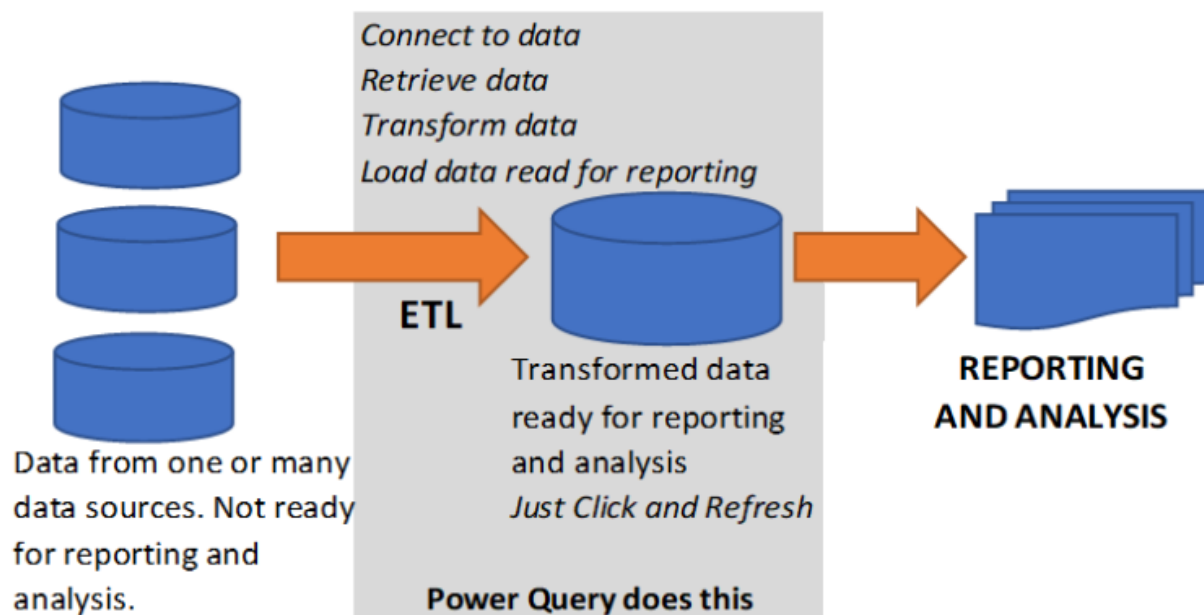 Connect to data
Retrieve data
Transform data
Load data read for reporting
ETL
Data from one or many
data sources. Not ready
for reporting and
analysis.
Transformed data
ready for reporting
and analysis
Just Click and Refresh
Power Query does this
REPORTING
AND ANALYSIS